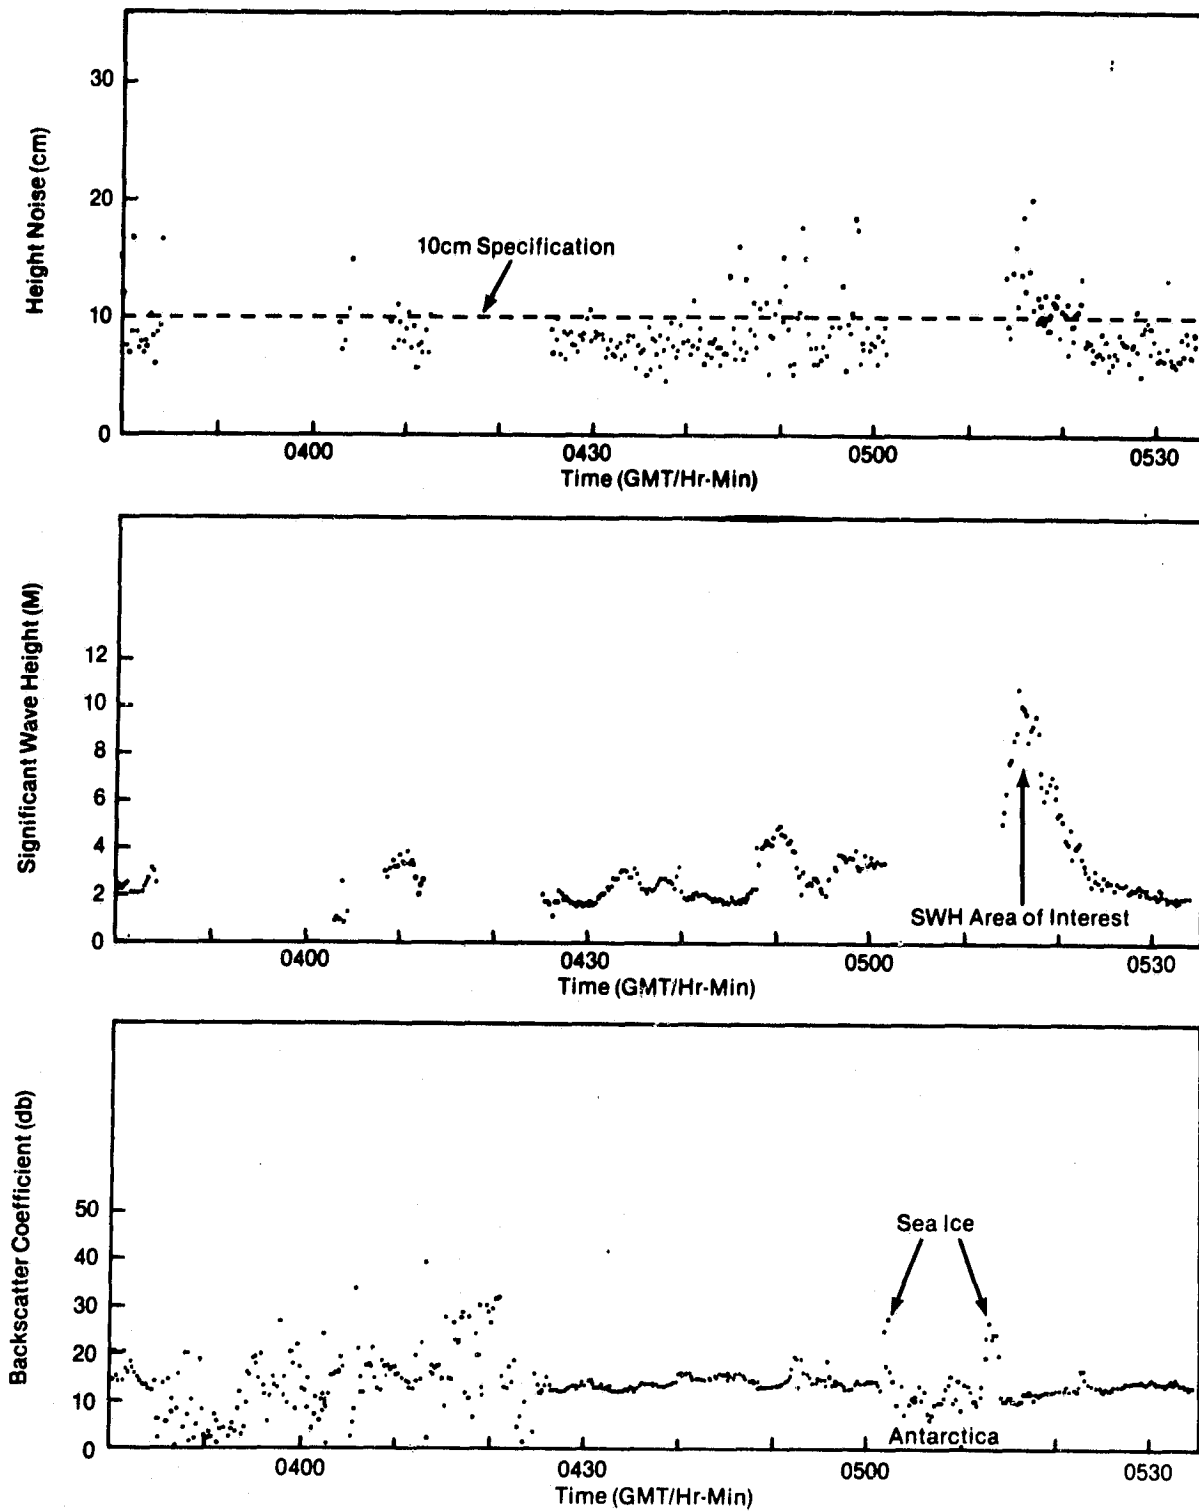 Height Noise (cm)
30
20
10
0
10cm Specification
0400
0430
0500
0530
Time (GMT/Hr-Min)
Significant Wave Height (M)
12
10
8
6
4
2
0
SWH Area of Interest
0400
0430
0500
0530
Time (GMT/Hr-Min)
Backscatter Coefficient (db)
50
40
30
20
10
0
Sea Ice
Antarctica
0400
0430
0500
0530
Time (GMT/Hr-Min)